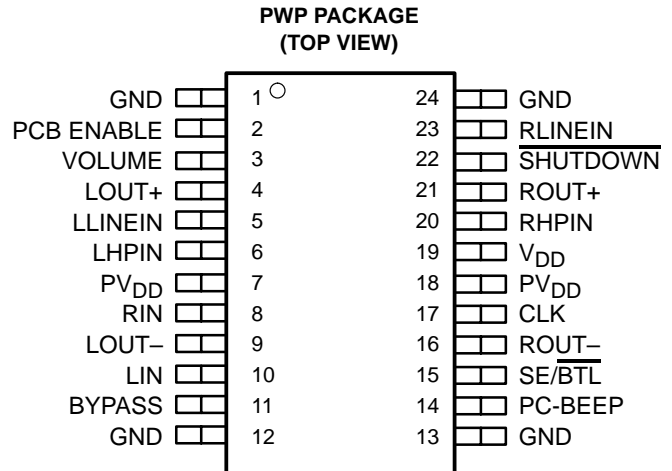 PWP PACKAGE
(TOP VIEW)
GND 1 24 GND
PCB ENABLE 2 23 RLINEIN
VOLUME 3 22 SHUTDOWN
LOUT+ 4 21 ROUT+
LLINEIN 5 20 RHPIN
LHPIN 6 19 VDD
PVDD 7 18 PVDD
RIN 8 17 CLK
LOUT– 9 16 ROUT–
LIN 10 15 SE/BTL
BYPASS 11 14 PC-BEEP
GND 12 13 GND